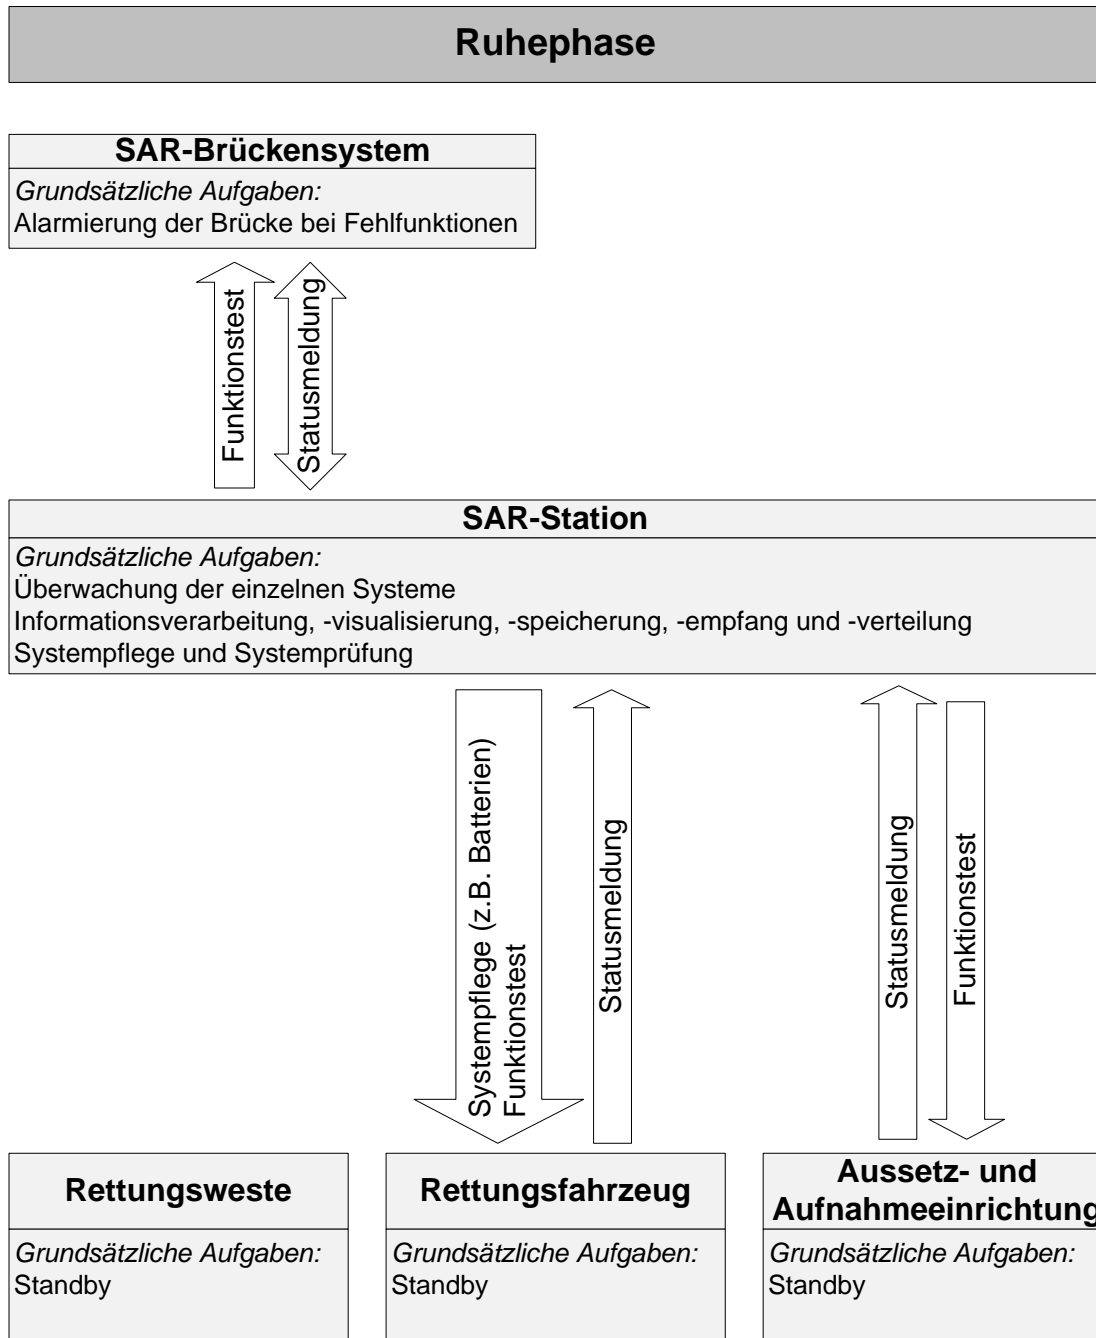 Ruhephase
SAR-Brückensystem
Grundsätzliche Aufgaben:
Alarmierung der Brücke bei Fehlfunktionen
Funktionstest
Statusmeldung
SAR-Station
Grundsätzliche Aufgaben:
Überwachung der einzelnen Systeme
Informationsverarbeitung, -visualisierung, -speicherung, -empfang und -verteilung
Systempflege und Systemprüfung
Systempflege (z.B. Batterien)
Funktionstest
Statusmeldung
Statusmeldung
Funktionstest
Rettungsweste
Grundsätzliche Aufgaben:
Standby
Rettungsfahrzeug
Grundsätzliche Aufgaben:
Standby
Aussetz- und
Aufnahmeeinrichtung
Grundsätzliche Aufgaben:
Standby